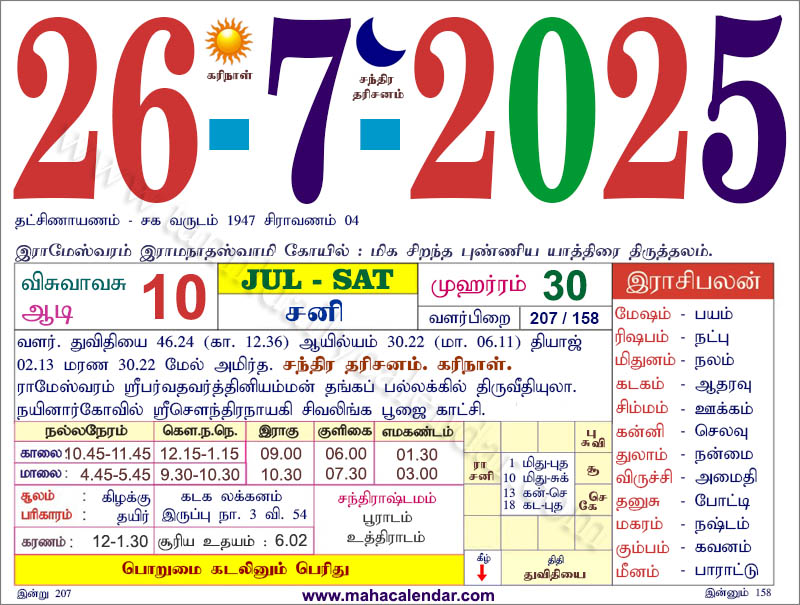 26-7-2025
கரிநாள்
சந்திர
தரிசனம்
தட்சிணாயணம் - சக வருடம் 1947 சிராவணம் 04
இராமேஸ்வரம் இராமநாதஸ்வாமி கோயில் : மிக சிறந்த புண்ணிய யாத்திரை திருத்தலம்.
விசுவாவசு
ஆடி 10
JUL - SAT
சனி
முஹர்ரம் 30
வளர்பிறை 207 / 158
வளர். துவிதியை 46.24 (கா. 12.36) ஆயில்யம் 30.22 (மா. 06.11) தியாஜ்
02.13 மரண 30.22 மேல் அமிர்த. சந்திர தரிசனம். கரிநாள்.
ராமேஸ்வரம் ஸ்ரீபர்வதவர்த்தினியம்மன் தங்கப் பல்லக்கில் திருவீதியுலா.
நயினார்கோவில் ஸ்ரீசௌந்திரநாயகி சிவலிங்க பூஜை காட்சி.
இராசிபலன்
மேஷம் - பயம்
ரிஷபம் - நட்பு
மிதுனம் - நலம்
கடகம் - ஆதரவு
சிம்மம் - ஊக்கம்
கன்னி - செலவு
துலாம் - நன்மை
விருச்சி - அமைதி
தனுசு - போட்டி
மகரம் - நஷ்டம்
கும்பம் - கவனம்
மீனம் - பாராட்டு
நல்லநேரம் கௌ.ந.நெ. இராகு குளிகை எமகண்டம்
காலை 10.45-11.45 12.15-1.15 09.00 06.00 01.30
மாலை : 4.45-5.45 9.30-10.30 10.30 07.30 03.00
சூலம் : கிழக்கு
பரிகாரம் : தயிர்
கடக லக்கனம்
இருப்பு நா. 3 வி. 54
சந்திராஷ்டமம்
பூராடம்
உத்திராடம்
கரணம் : 12-1.30 சூரிய உதயம் : 6.02
பொறுமை கடலினும் பெரிது
பு
சுவி
ரா
சனி
1 மிது-புத
10 மிது-சுக்
13 கன்-செ
18 கட-புத
சூ
செ
கே
கீழ்
திதி
துவிதியை
இன்று 207
www.mahacalendar.com
இன்னும் 158